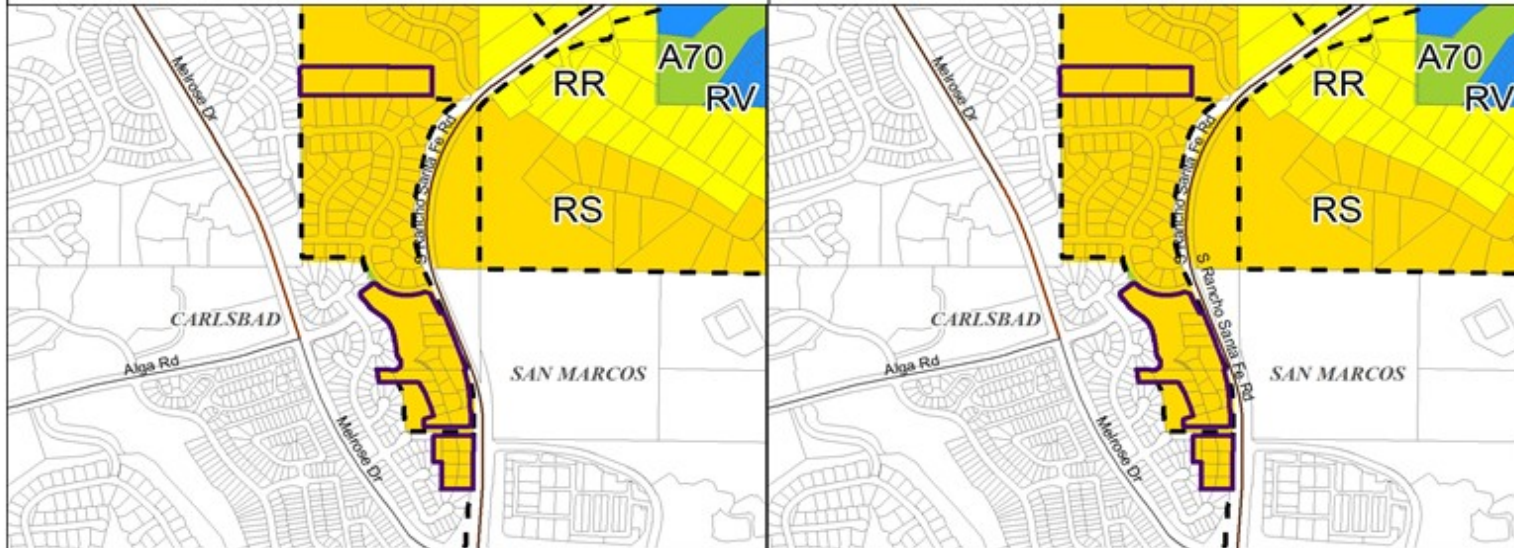 Melrose Dr
A70
RR
RV
S Rancho Santa Fe Rd
RS
CARLSBAD
Alga Rd
SAN MARCOS
Melrose Dr
Melrose Dr
A70
RR
RV
S Rancho Santa Fe Rd
RS
S Rancho Santa Fe Rd
CARLSBAD
Alga Rd
SAN MARCOS
Melrose Dr